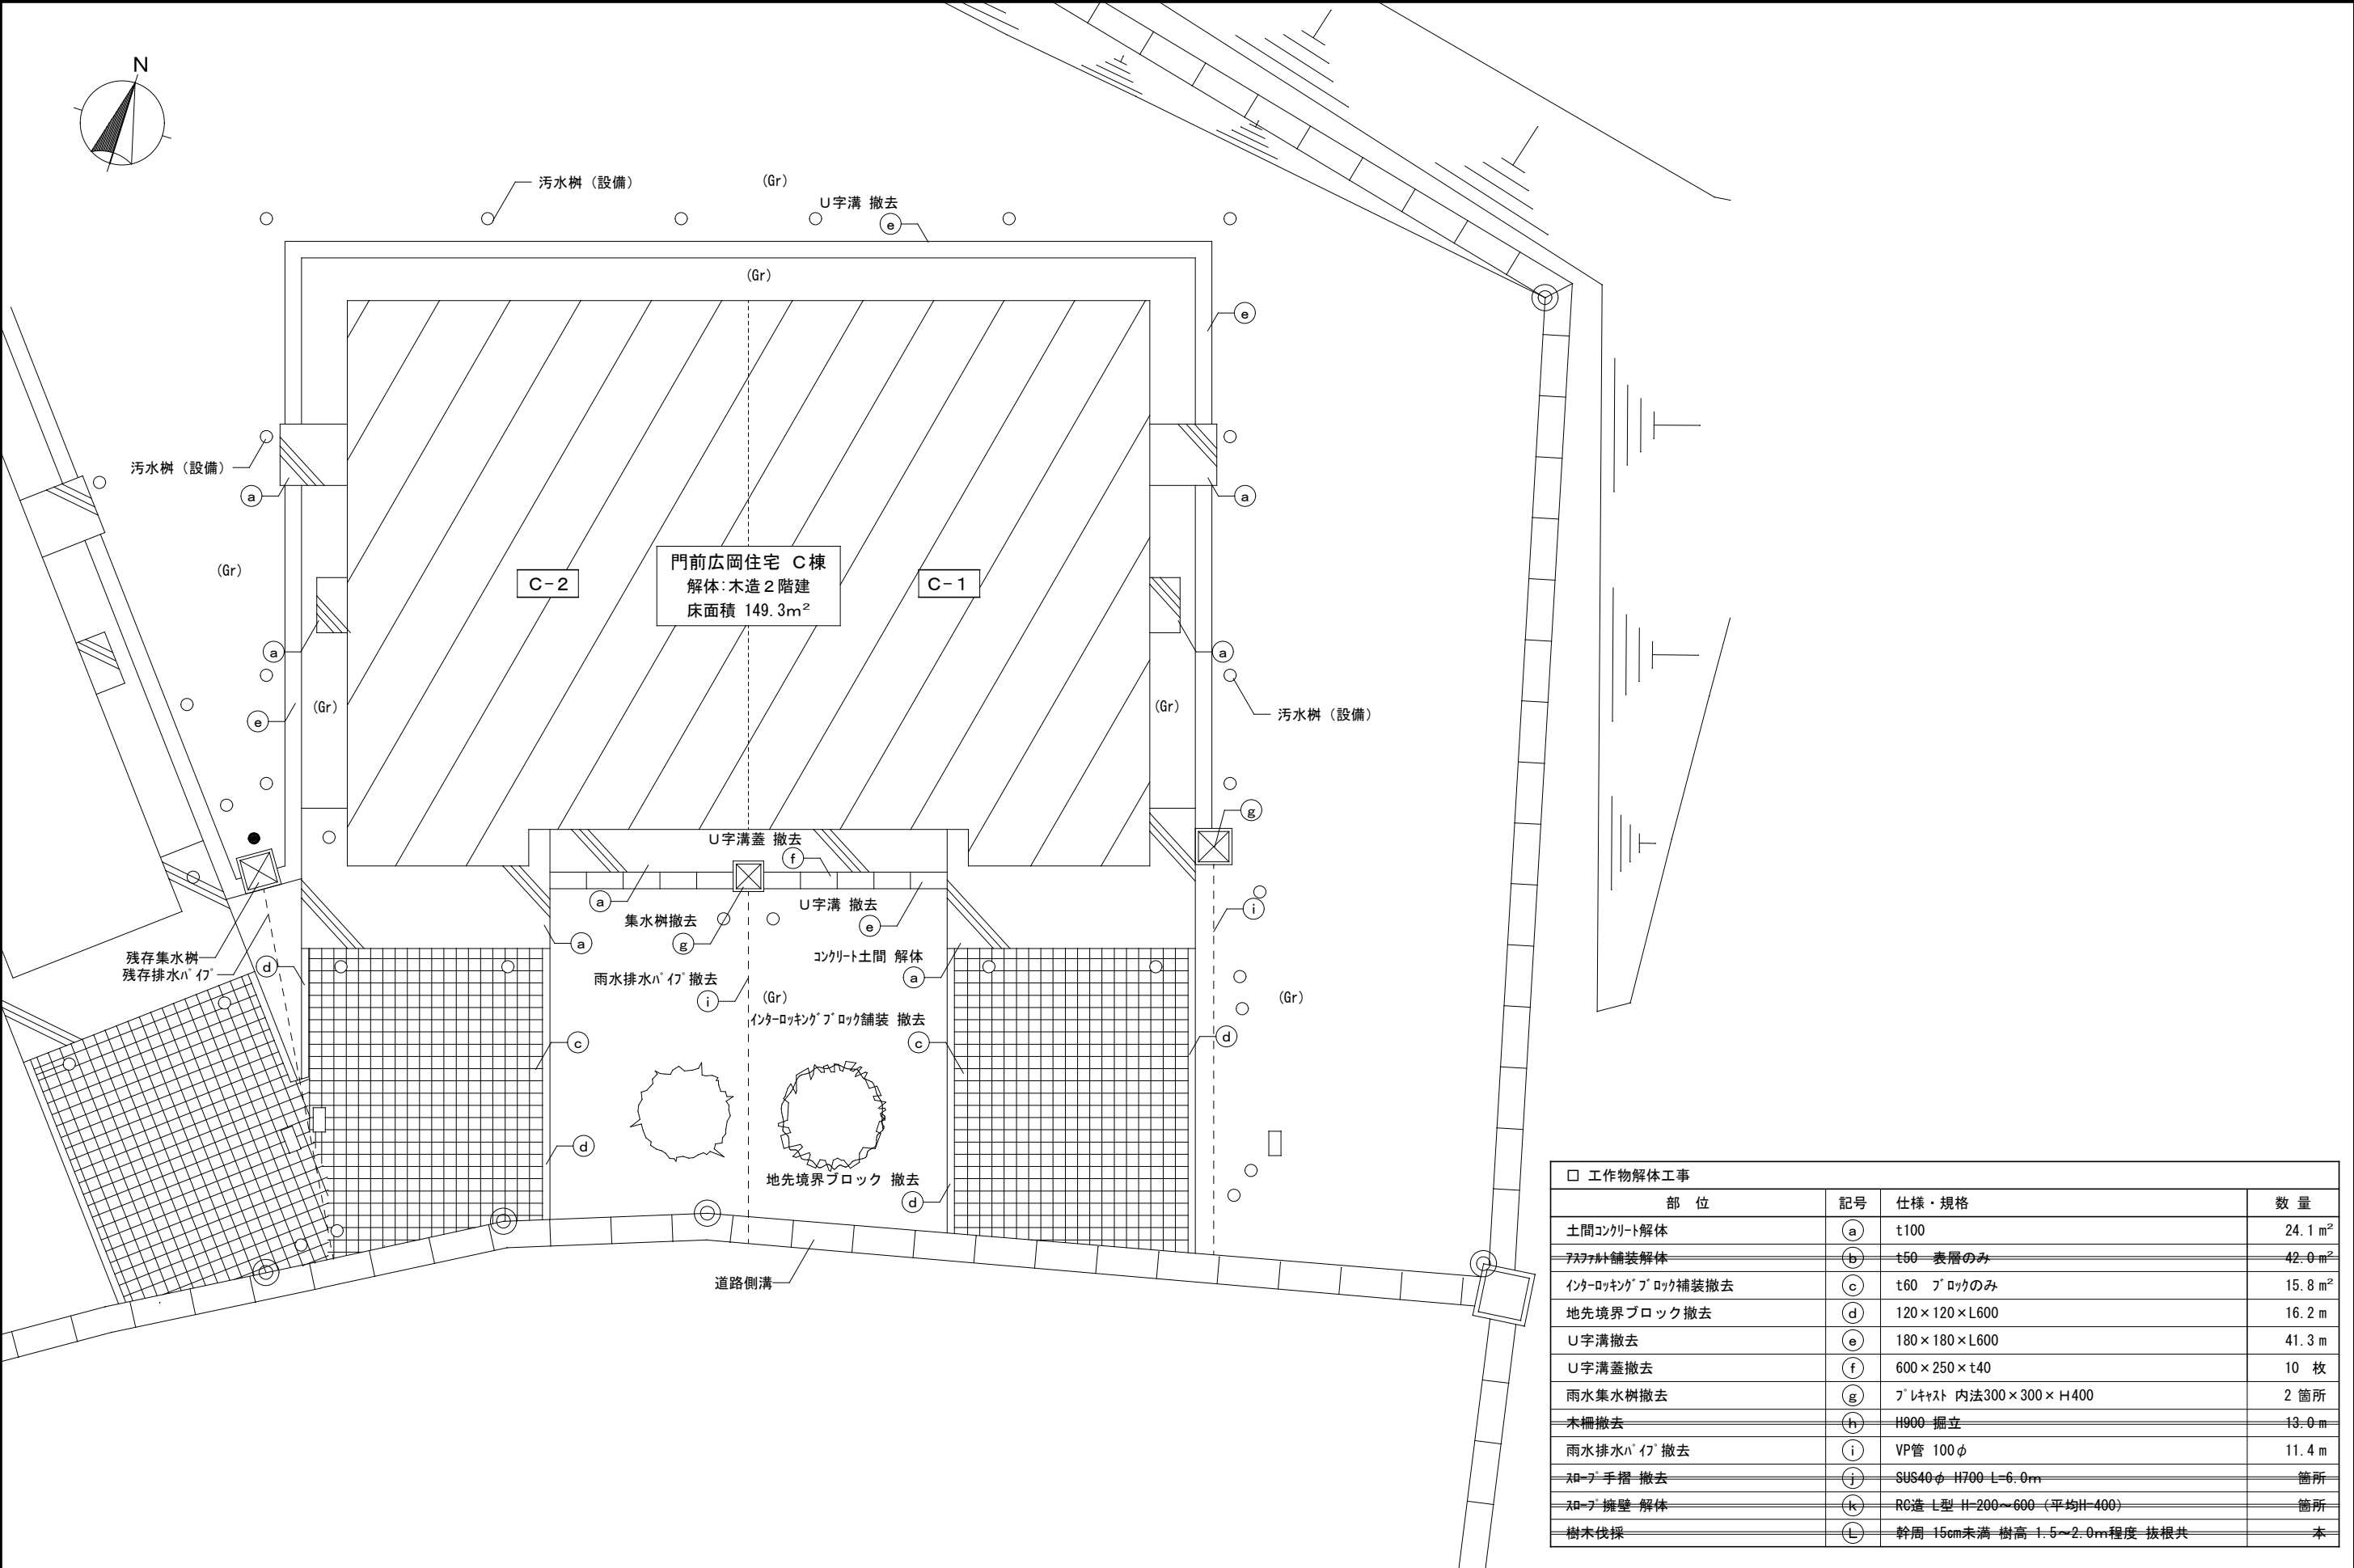 N
汚水桝（設備）
(Gr)
U字溝 撤去
e
(Gr)
e
汚水桝（設備）
a
a
(Gr)
門前広岡住宅 C棟
解体:木造2階建
床面積 149.3m²
C-2
C-1
a
a
(Gr)
(Gr)
e
汚水桝（設備）
g
U字溝蓋 撤去
f
a
U字溝 撤去
e
集水桝撤去
g
i
a
コンクリート土間 解体
a
残存集水桝
残存排水パイプ
d
雨水排水パイプ撤去
i
(Gr)
(Gr)
インターロッキングブロック舗装 撤去
c
c
d
d
地先境界ブロック 撤去
d
道路側溝
□ 工作物解体工事
部 位 記号 仕様・規格 数 量
土間コンクリート解体 a t100 24.1 m²
アスファルト舗装解体 b t50 表層のみ 42.0 m²
インターロッキングブロック補装撤去 c t60 ブロックのみ 15.8 m²
地先境界ブロック撤去 d 120×120×L600 16.2 m
U字溝撤去 e 180×180×L600 41.3 m
U字溝蓋撤去 f 600×250×t40 10 枚
雨水集水桝撤去 g プレキャスト 内法300×300×H400 2 箇所
木柵撤去 h H900 掘立 13.0 m
雨水排水パイプ撤去 i VP管 100φ 11.4 m
スロープ手摺 撤去 j SUS40φ H700 L=6.0m 箇所
スロープ擁壁 解体 k RC造 L型 H=200～600（平均H=400） 箇所
樹木伐採 L 幹周 15cm未満 樹高 1.5～2.0m程度 抜根共 本